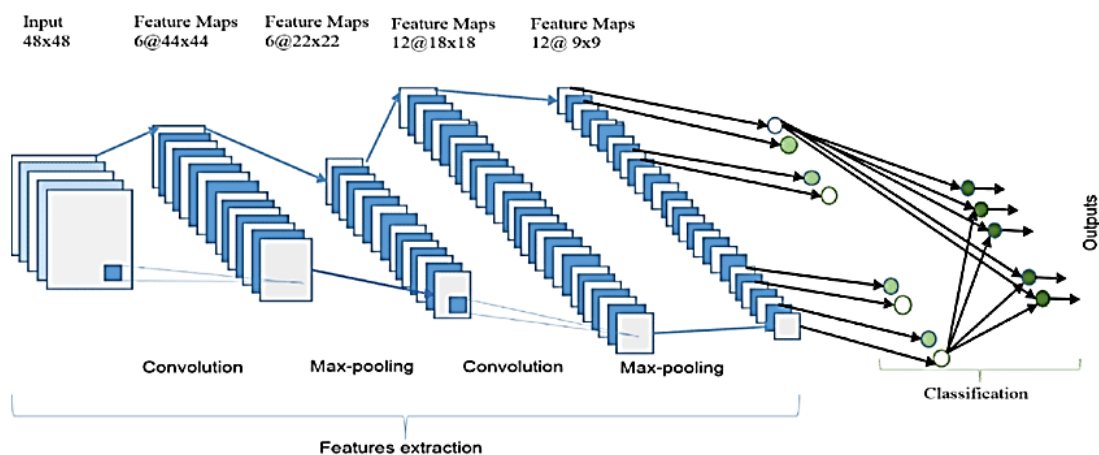 Input
48x48
Feature Maps
6@44x44
Feature Maps
6@22x22
Feature Maps
12@18x18
Feature Maps
12@ 9x9
Outputs
Convolution
Max-pooling
Convolution
Max-pooling
Classification
Features extraction